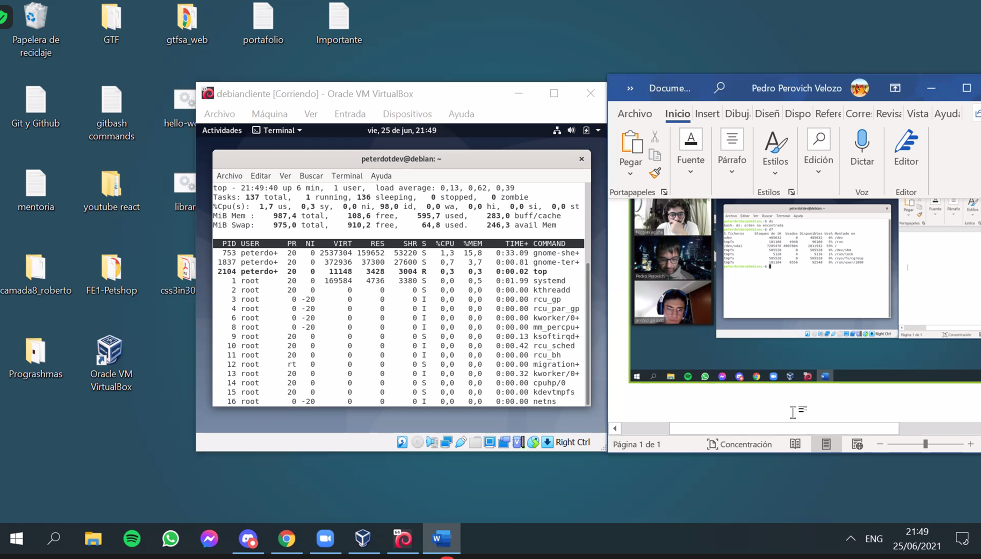 Papelera de
reciclaje
GTF
gtfsa_web
portafolio
Importante
Git y Github
gitbash
commands
hello-wo
mentoria
youtube react
librar
camada8_roberto
FE1-Petshop
css3in30
Prograshmas
Oracle VM
VirtualBox
debiancliente [Corriendo] - Oracle VM VirtualBox
Archivo Máquina Ver Entrada Dispositivos Ayuda
Actividades Terminal vie, 25 de jun, 21:49
peterdotdev@debian: ~
Archivo Editar Ver Buscar Terminal Ayuda
top - 21:49:40 up 6 min, 1 user, load average: 0,13, 0,62, 0,39
Tasks: 137 total, 1 running, 136 sleeping, 0 stopped, 0 zombie
%Cpu(s): 1,7 us, 0,3 sy, 0,0 ni, 98,0 id, 0,0 wa, 0,0 hi, 0,0 si, 0,0 st
MiB Mem : 987,4 total, 108,6 free, 595,7 used, 283,0 buff/cache
MiB Swap: 975,0 total, 910,2 free, 64,8 used. 246,3 avail Mem
PID USER PR NI VIRT RES SHR S %CPU %MEM TIME+ COMMAND
753 peterdo+ 20 0 2537304 159652 53220 S 1,3 15,8 0:33.09 gnome-she+
1837 peterdo+ 20 0 372936 37380 27600 S 0,7 3,7 0:00.81 gnome-ter+
2104 peterdo+ 20 0 11148 3428 3004 R 0,3 0,3 0:00.02 top
1 root 20 0 169584 4736 3380 S 0,0 0,5 0:01.99 systemd
2 root 20 0 0 0 0 S 0,0 0,0 0:00.00 kthreadd
3 root 0 -20 0 0 0 I 0,0 0,0 0:00.00 rcu_gp
4 root 0 -20 0 0 0 I 0,0 0,0 0:00.00 rcu_par_gp
6 root 0 -20 0 0 0 I 0,0 0,0 0:00.00 kworker/0+
8 root 0 -20 0 0 0 I 0,0 0,0 0:00.00 mm_percpu+
9 root 20 0 0 0 0 S 0,0 0,0 0:00.13 ksoftirqd+
10 root 20 0 0 0 0 I 0,0 0,0 0:00.42 rcu_sched
11 root 20 0 0 0 0 I 0,0 0,0 0:00.00 rcu_bh
12 root rt 0 0 0 0 S 0,0 0,0 0:00.00 migration+
13 root 20 0 0 0 0 I 0,0 0,0 0:00.32 kworker/0+
14 root 20 0 0 0 0 S 0,0 0,0 0:00.00 cpuhp/0
15 root 20 0 0 0 0 S 0,0 0,0 0:00.00 kdevtmpfs
16 root 0 -20 0 0 0 I 0,0 0,0 0:00.00 netns
Right Ctrl
Docume... Pedro Perovich Velozo
Archivo Inicio Insert Dibuj Diseñ Dispo Referer Corre Revisa Vista Ayuda
Pegar Fuente Párrafo Estilos Edición Dictar Editor
Portapapeles Estilos Voz
Página 1 de 1 Concentración
ENG
21:49
25/06/2021